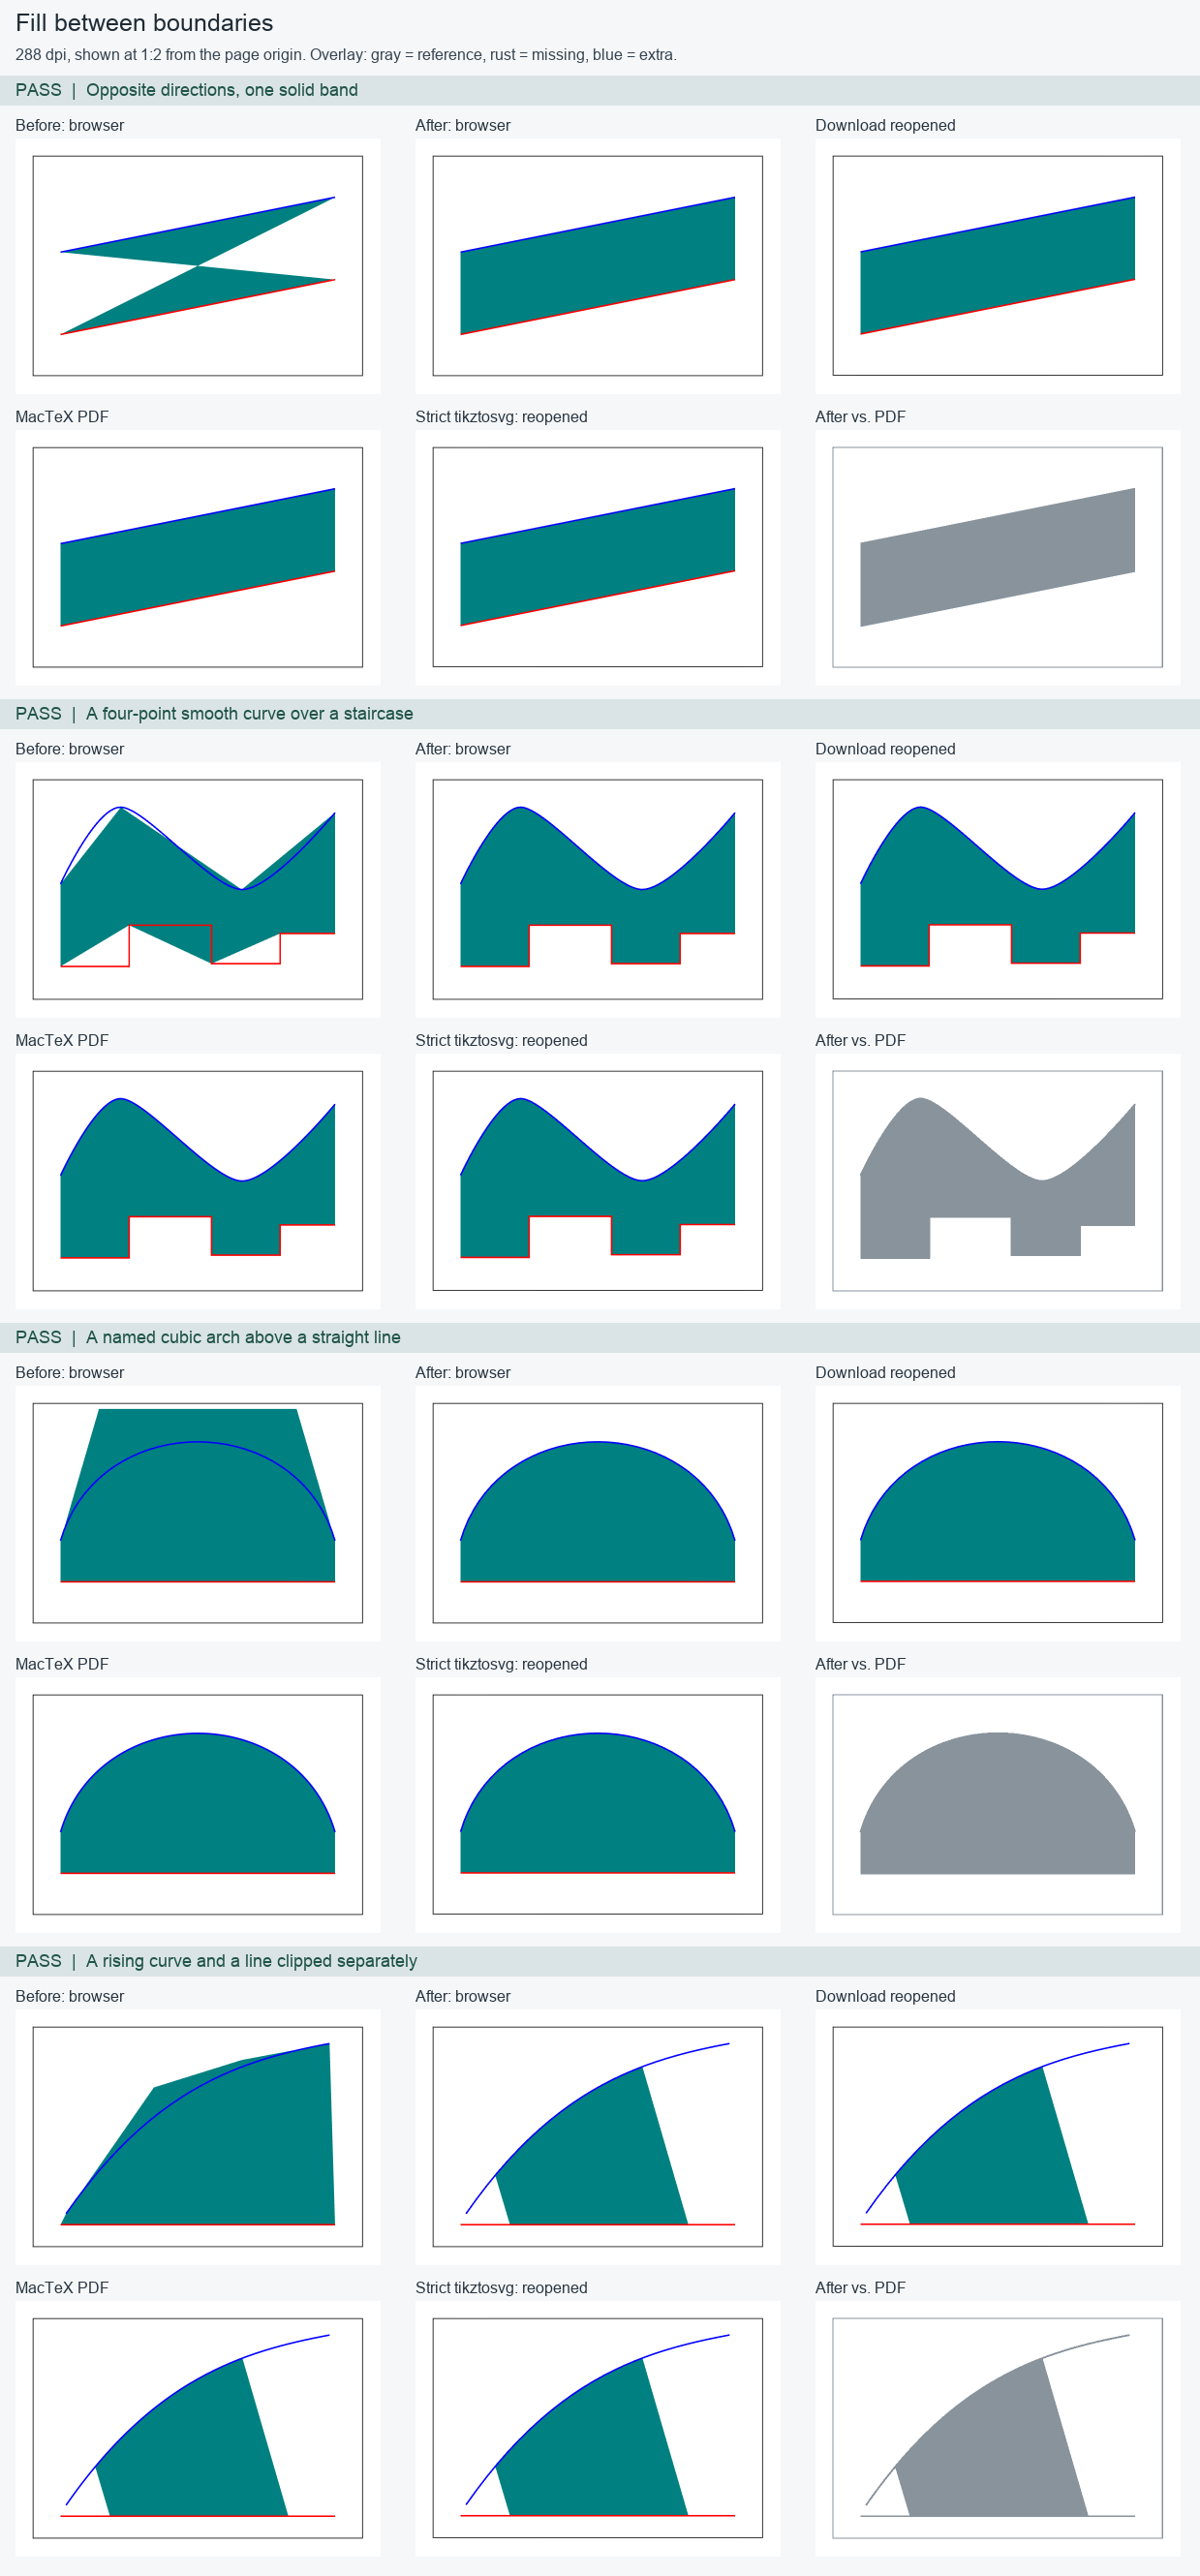 Fill between boundaries
288 dpi, shown at 1:2 from the page origin. Overlay: gray = reference, rust = missing, blue = extra.
PASS | Opposite directions, one solid band
Before: browser
After: browser
Download reopened
MacTeX PDF
Strict tikztosvg: reopened
After vs. PDF
PASS | A four-point smooth curve over a staircase
Before: browser
After: browser
Download reopened
MacTeX PDF
Strict tikztosvg: reopened
After vs. PDF
PASS | A named cubic arch above a straight line
Before: browser
After: browser
Download reopened
MacTeX PDF
Strict tikztosvg: reopened
After vs. PDF
PASS | A rising curve and a line clipped separately
Before: browser
After: browser
Download reopened
MacTeX PDF
Strict tikztosvg: reopened
After vs. PDF